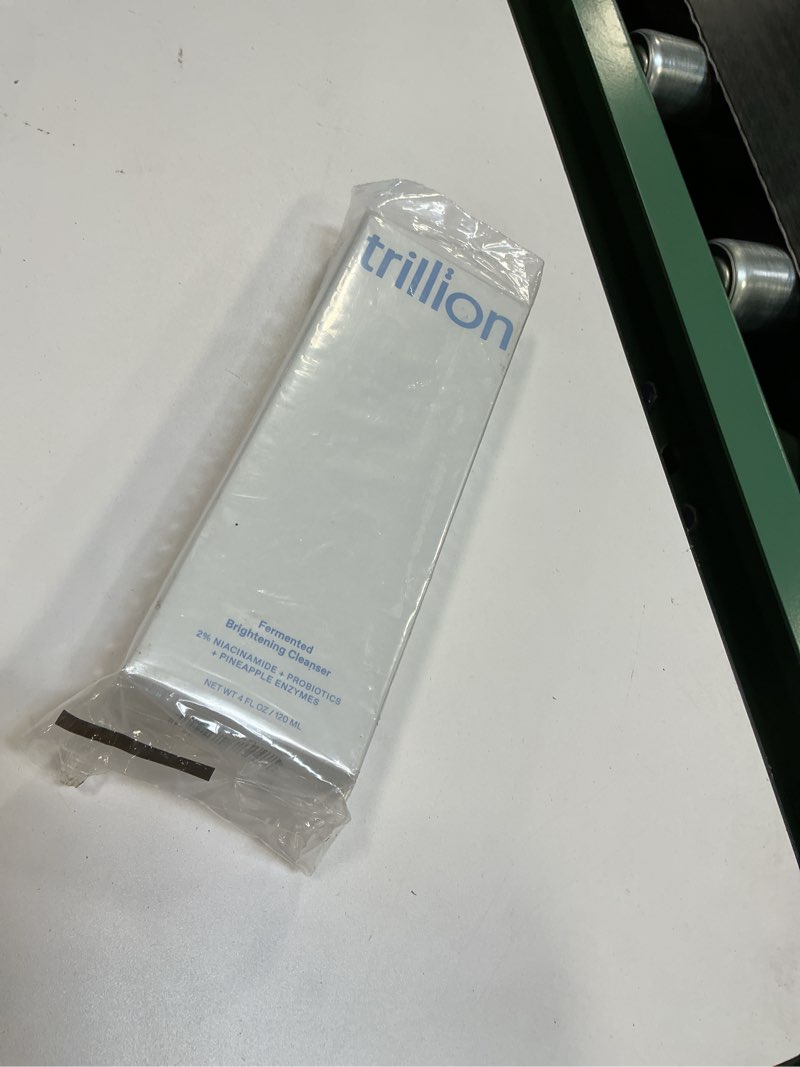 trillion
Fermented
Brightening Cleanser
2% NIACINAMIDE + PROBIOTICS
+ PINEAPPLE ENZYMES
NET WT 4 FL OZ / 120 ML